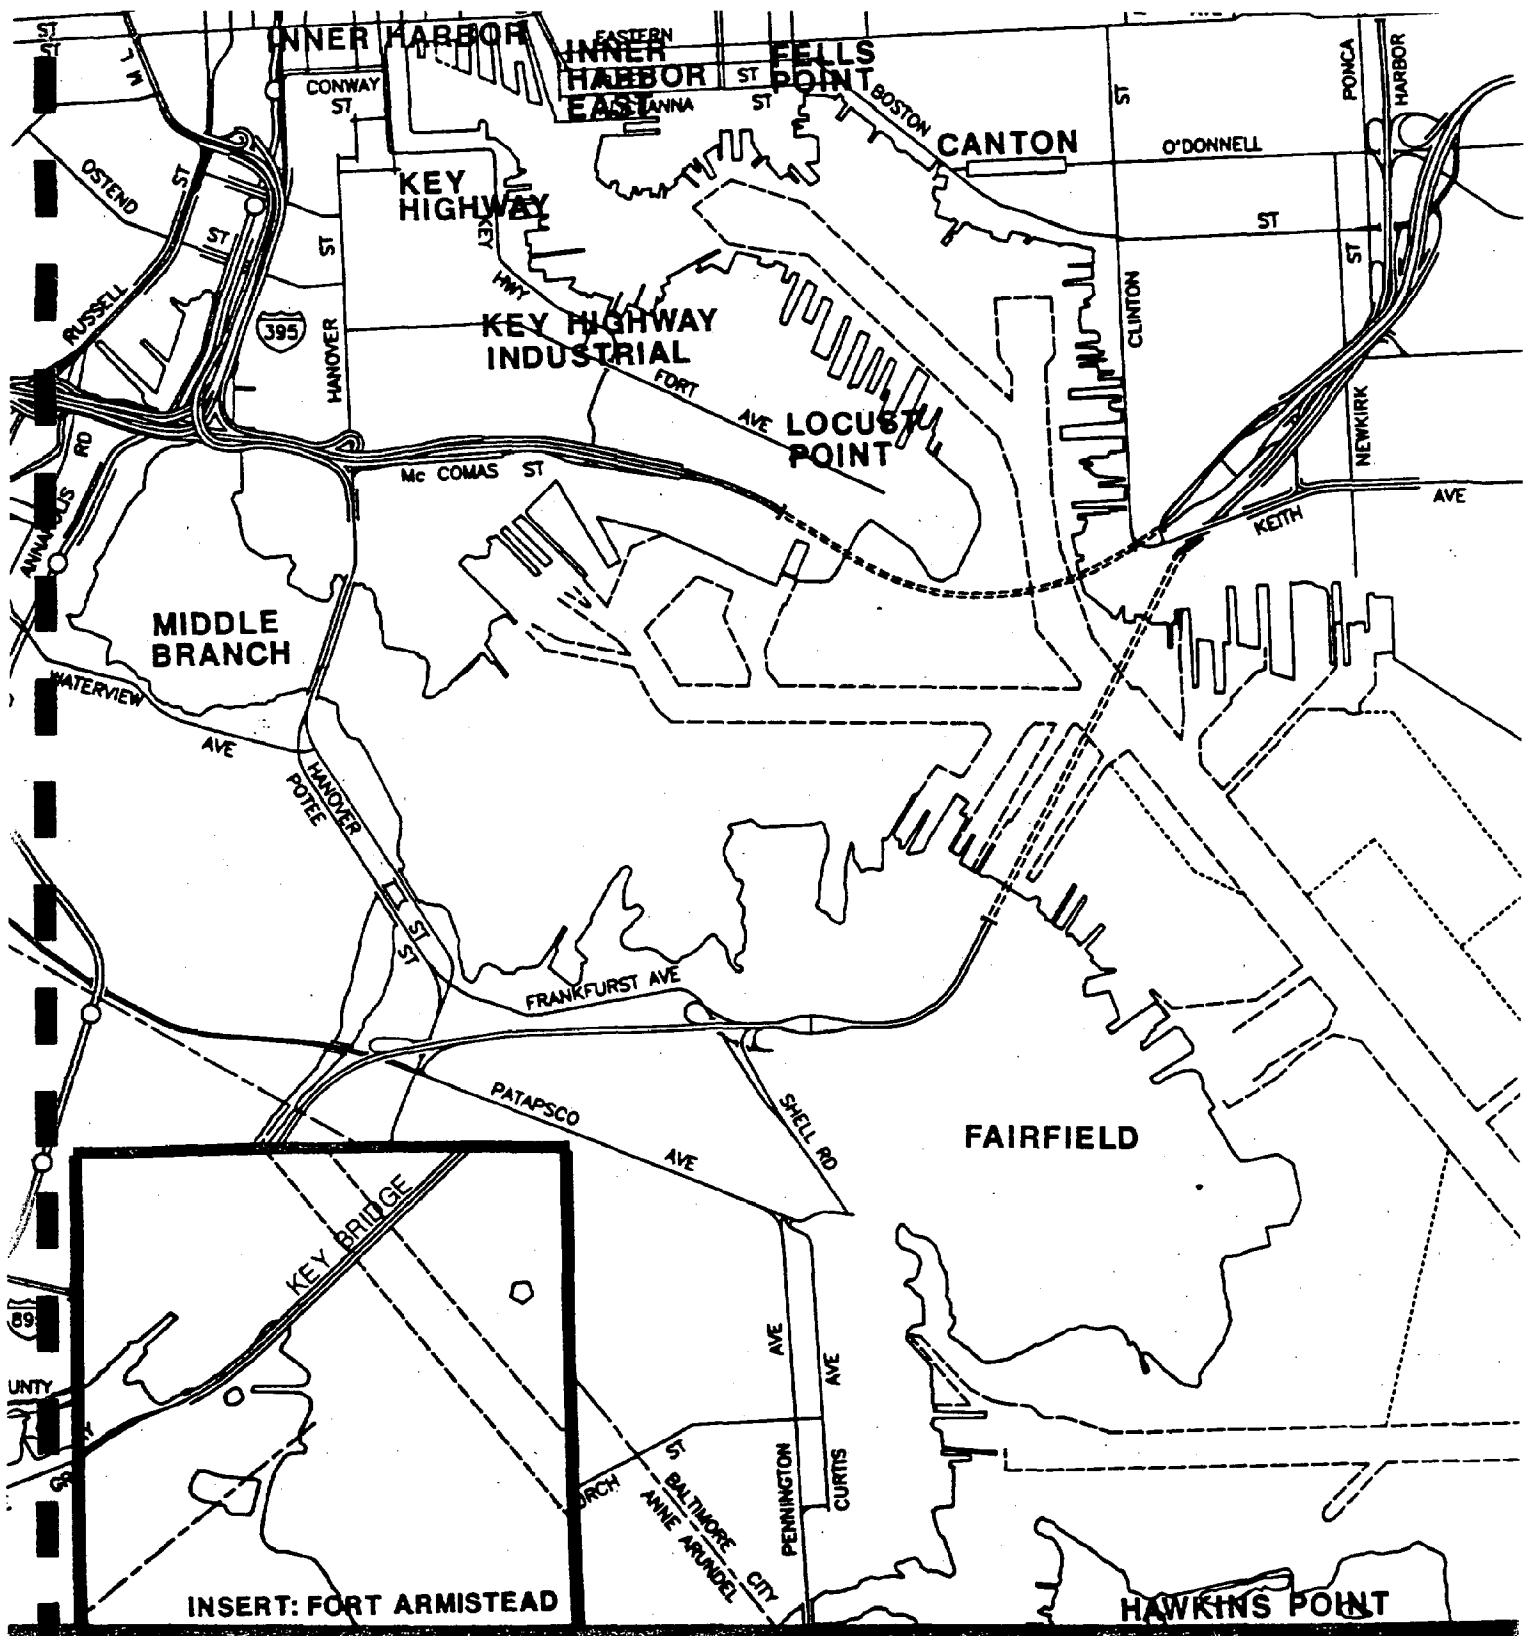 ST
ST
M L
INNER HARBOR
EASTERN
INNER
HARBOR
EAST
ST
ST
FELLS
POINT
CONWAY
ST
BOSTON
CANTON
ST
O'DONNELL
PONCA
HARBOR
OSTEND
ST
ST
KEY
HIGHWAY
KEY
HWY
ST
ST
ST
RUSSELL
395
HANOVER
KEY HIGHWAY
INDUSTRIAL
FORT
AVE
LOCUST
POINT
CLINTON
NEWKIRK
RD
ANNAPOLIS
Mc COMAS ST
KEITH
AVE
MIDDLE
BRANCH
WATERVIEW
AVE
HANOVER
POTEE
ST
ST
FRANKFURST AVE
PATAPSCO
AVE
SHELL RD
FAIRFIELD
KEY BRIDGE
89
UNTY
AVE
AVE
PENNINGTON
CURTIS
URCH
ST
BALTIMORE
CITY
ANNE ARUNDEL
INSERT: FORT ARMISTEAD
HAWKINS POINT